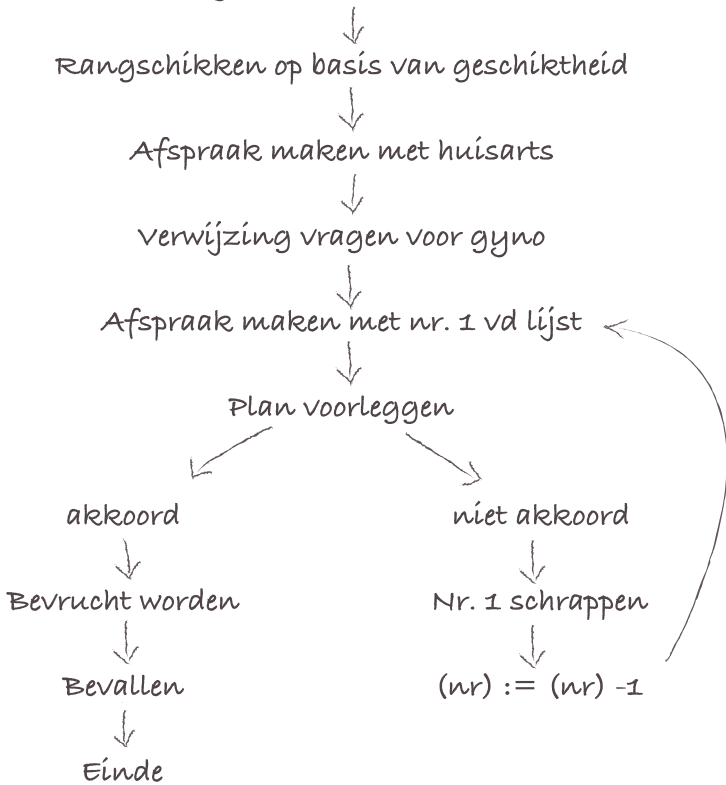 Rangschikken op basis van geschiktheid
Afspraak maken met huisarts
Verwijzing vragen voor gyno
Afspraak maken met nr. 1 vd lijst
Plan voorleggen
akkoord
niet akkoord
Bevrucht worden
Nr. 1 schrappen
Bevallen
(nr) := (nr) -1
Einde